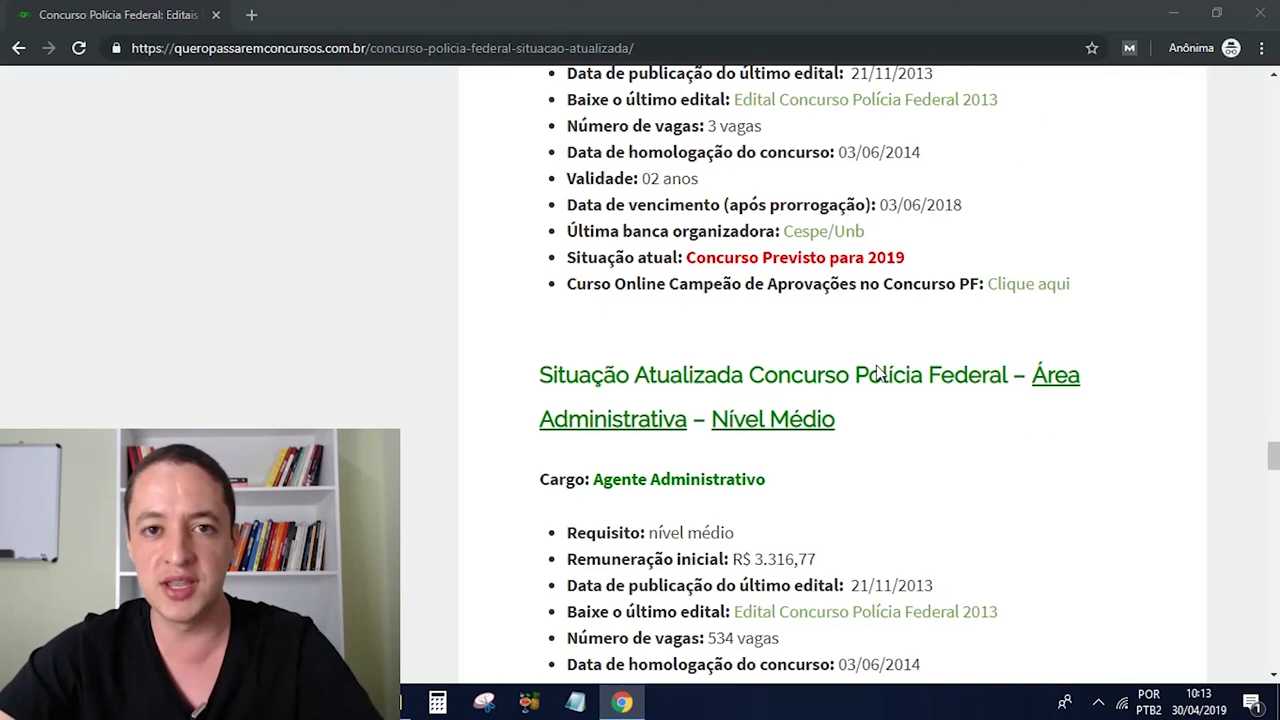 Concurso Polícia Federal: Editais
https://queropassaremconcursos.com.br/concurso-policia-federal-situacao-atualizada/
Anônima
Data de publicação do último edital: 21/11/2013
Baixe o último edital: Edital Concurso Polícia Federal 2013
Número de vagas: 3 vagas
Data de homologação do concurso: 03/06/2014
Validade: 02 anos
Data de vencimento (após prorrogação): 03/06/2018
Última banca organizadora: Cespe/Unb
Situação atual: Concurso Previsto para 2019
Curso Online Campeão de Aprovações no Concurso PF: Clique aqui
Situação Atualizada Concurso Polícia Federal – Área
Administrativa – Nível Médio
Cargo: Agente Administrativo
Requisito: nível médio
Remuneração inicial: R$ 3.316,77
Data de publicação do último edital: 21/11/2013
Baixe o último edital: Edital Concurso Polícia Federal 2013
Número de vagas: 534 vagas
Data de homologação do concurso: 03/06/2014
POR
PTB2
10:13
30/04/2019
1